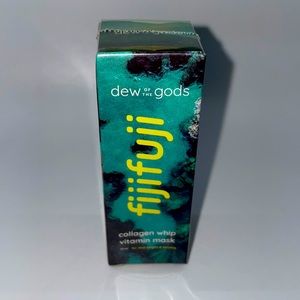 dew OF THE gods
fijifuji
collagen whip
vitamin mask